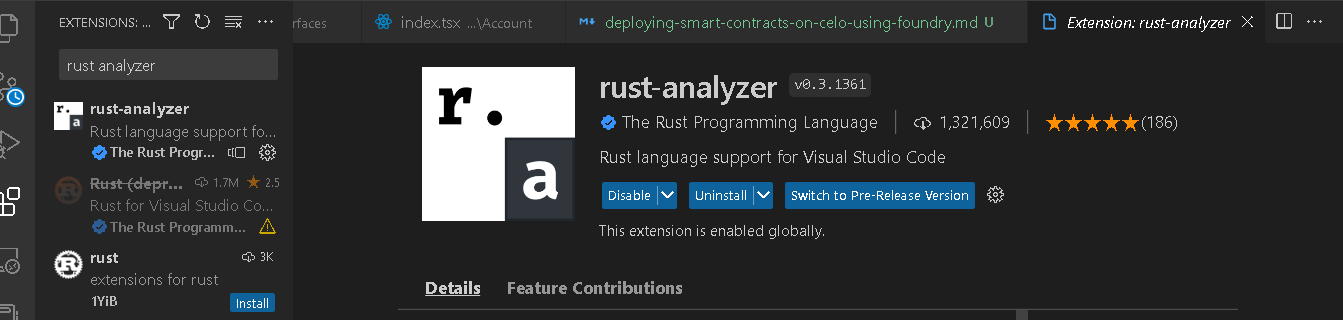 EXTENSIONS: ...
rfaces
index.tsx ...\Account
deploying-smart-contracts-on-celo-using-foundry.md U
Extension: rust-analyzer
rust analyzer
rust-analyzer
Rust language support fo...
The Rust Progr...
Rust (depr... 1.7M 2.5
Rust for Visual Studio Co...
The Rust Programm...
rust 3K
extensions for rust
1YiB Install
r.
a
rust-analyzer v0.3.1361
The Rust Programming Language 1,321,609 (186)
Rust language support for Visual Studio Code
Disable Uninstall Switch to Pre-Release Version
This extension is enabled globally.
Details Feature Contributions